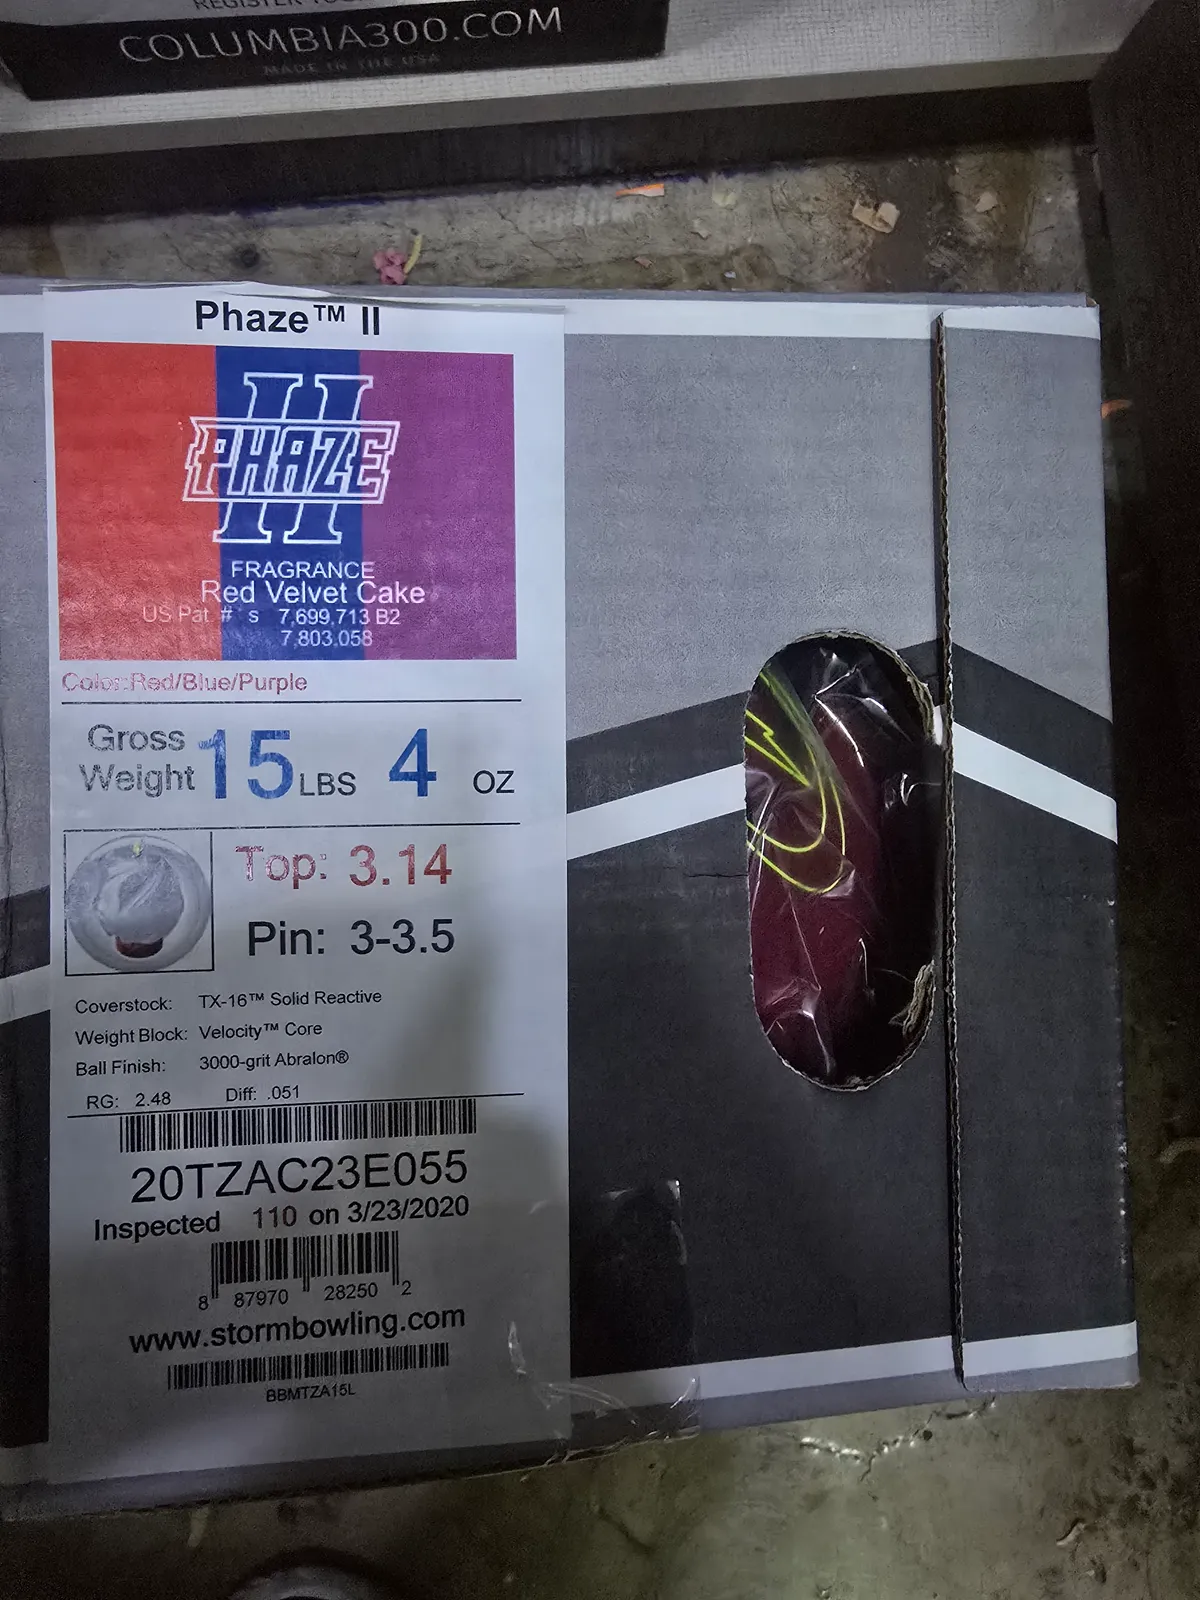 REGISTER
COLUMBIA300.COM
MADE IN THE USA
Phaze™ II
II
PHAZE
FRAGRANCE
Red Velvet Cake
US Pat # s 7,699,713 B2
7,803,058
Color:Red/Blue/Purple
Gross Weight 15 LBS 4 OZ
Top: 3.14
Pin: 3-3.5
Coverstock: TX-16™ Solid Reactive
Weight Block: Velocity™ Core
Ball Finish: 3000-grit Abralon®
RG: 2.48 Diff: .051
20TZAC23E055
Inspected 110 on 3/23/2020
8 87970 28250 2
www.stormbowling.com
BBMTZA15L